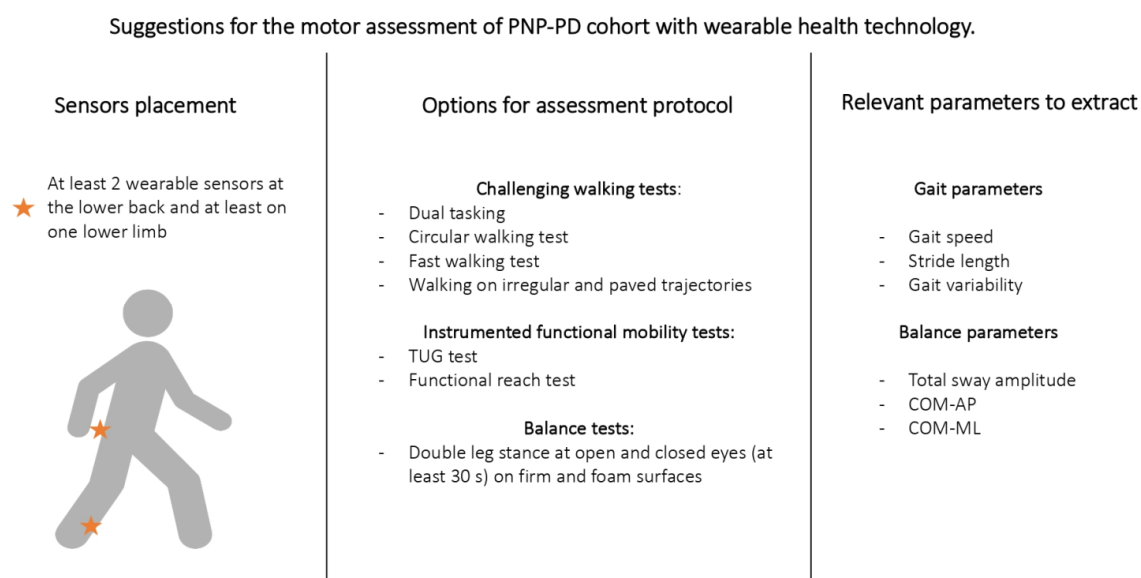 Suggestions for the motor assessment of PNP-PD cohort with wearable health technology.
Sensors placement
At least 2 wearable sensors at
the lower back and at least on
one lower limb
Options for assessment protocol
Challenging walking tests:
- Dual tasking
- Circular walking test
- Fast walking test
- Walking on irregular and paved trajectories
Instrumented functional mobility tests:
- TUG test
- Functional reach test
Balance tests:
- Double leg stance at open and closed eyes (at
least 30 s) on firm and foam surfaces
Relevant parameters to extract
Gait parameters
- Gait speed
- Stride length
- Gait variability
Balance parameters
- Total sway amplitude
- COM-AP
- COM-ML